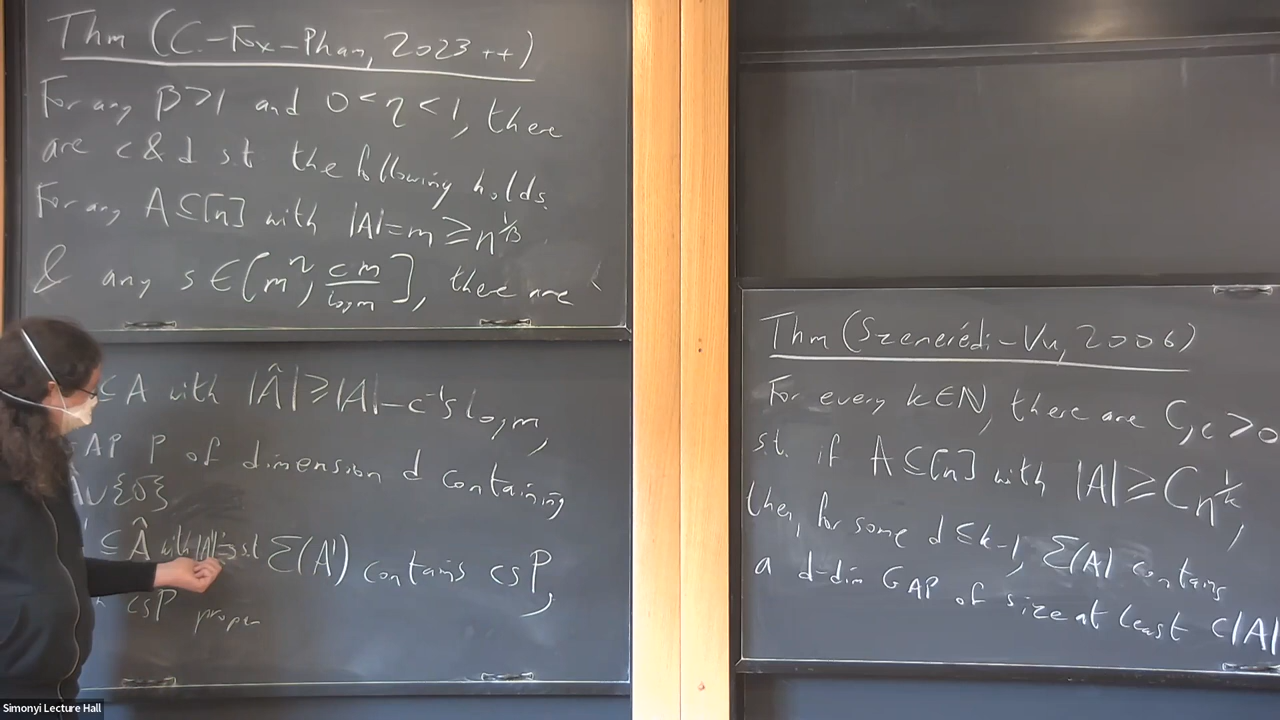 Thm (C.-Fox-Phan, 2023++)
For any β>1 and 0<η<1, there
are c & d st the following holds.
For any A⊆[n] with |A|=m ≥ n^{1/β}
& any s∈[m^η, cm/log m], there are
⊆ A with |Â| ≥ |A| - c^{-1} s log m,
GAP P of dimension d containing
Â∪{0}
⊆ Â with |A'| st Σ(A') contains csP,
csP proper
Thm (Szemerédi-Vu, 2006)
For every k∈N, there are C,c>0
s.t. if A⊆[n] with |A| ≥ Cn^{1/k},
then, for some d≤k-1, Σ(A) contains
a d-dim GAP of size at least c|A|
Simonyi Lecture Hall